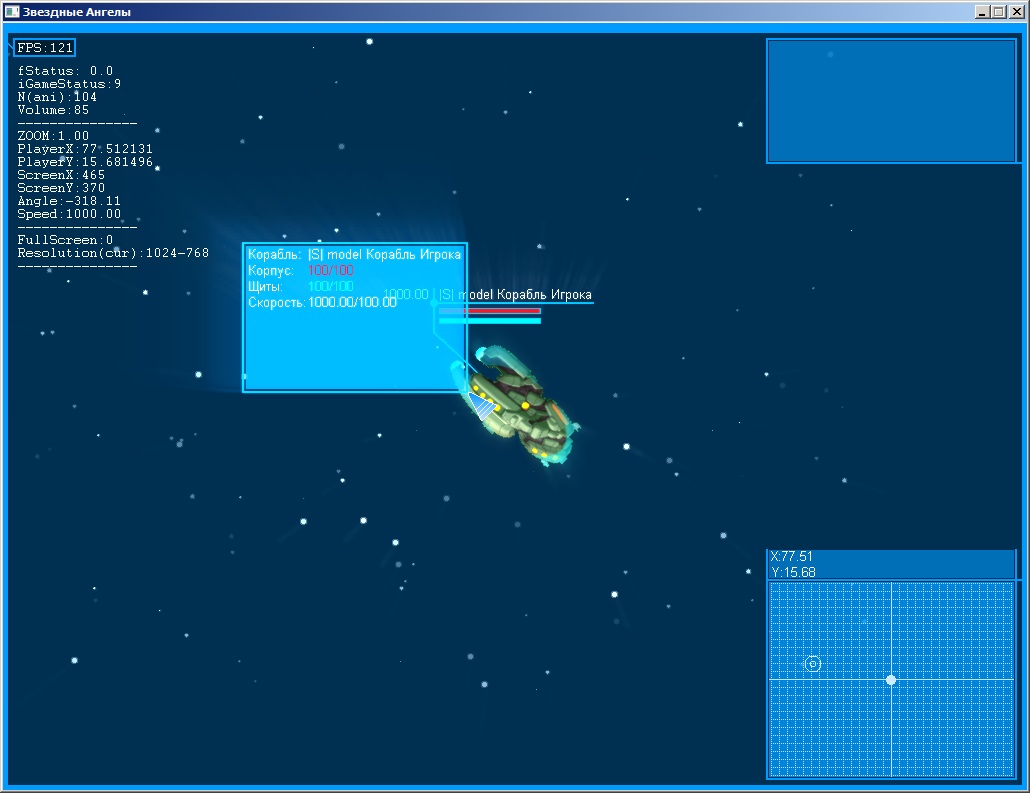 Звездные Ангелы
FPS:121
fStatus: 0.0
iGameStatus:9
N(ani):104
Volume:85
---------------
ZOOM:1.00
PlayerX:77.512131
PlayerY:15.681496
ScreenX:465
ScreenY:370
Angle:-318.11
Speed:1000.00
---------------
FullScreen:0
Resolution(cur):1024-768
---------------
Корабль: |S| model Корабль Игрока
Корпус: 100/100
Щиты: 100/100
Скорость: 1000.00/100.00
1000.00 |S| model Корабль Игрока
X:77.51
Y:15.68